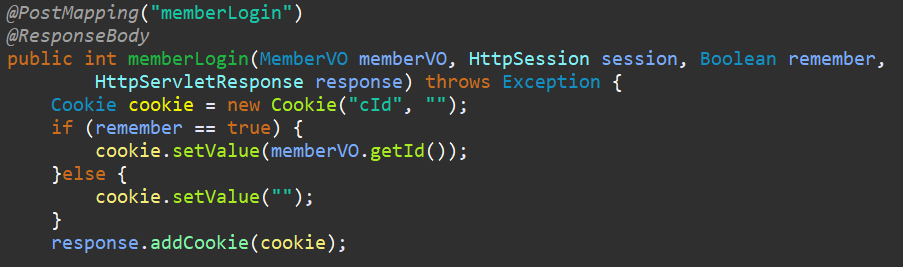 @PostMapping("memberLogin")
@ResponseBody
public int memberLogin(MemberVO memberVO, HttpSession session, Boolean remember,
        HttpServletResponse response) throws Exception {
    Cookie cookie = new Cookie("cId", "");
    if (remember == true) {
        cookie.setValue(memberVO.getId());
    }else {
        cookie.setValue("");
    }
    response.addCookie(cookie);